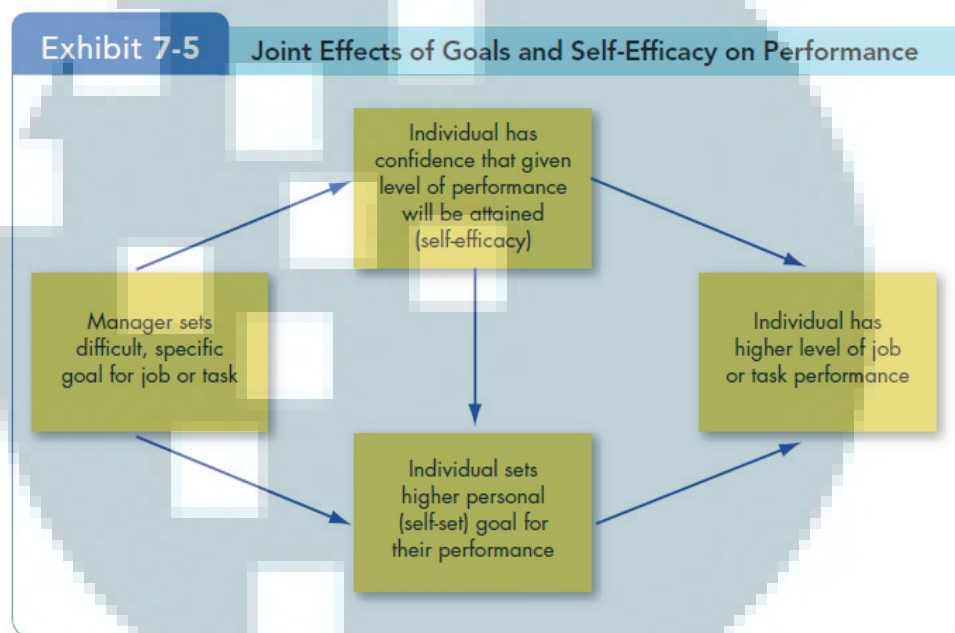 Exhibit 7-5
Joint Effects of Goals and Self-Efficacy on Performance
Individual has
confidence that given
level of performance
will be attained
(self-efficacy)
Manager sets
difficult, specific
goal for job or task
Individual has
higher level of job
or task performance
Individual sets
higher personal
(self-set) goal for
their performance